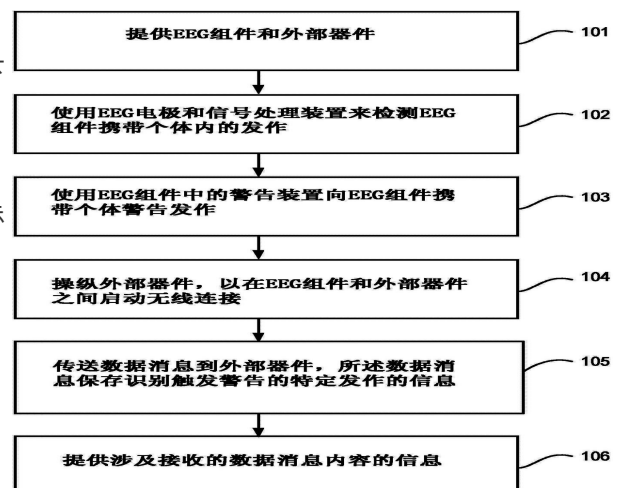 提供EEG组件和外部器件
101
使用EEG电极和信号处理装置来检测EEG
组件携带个体内的发作
102
使用EEG组件中的警告装置向EEG组件携
带个体警告发作
103
操纵外部器件，以在EEG组件和外部器件
之间启动无线连接
104
传送数据消息到外部器件，所述数据消
息保存识别触发警告的特定发作的信息
105
提供涉及接收的数据消息内容的信息
106